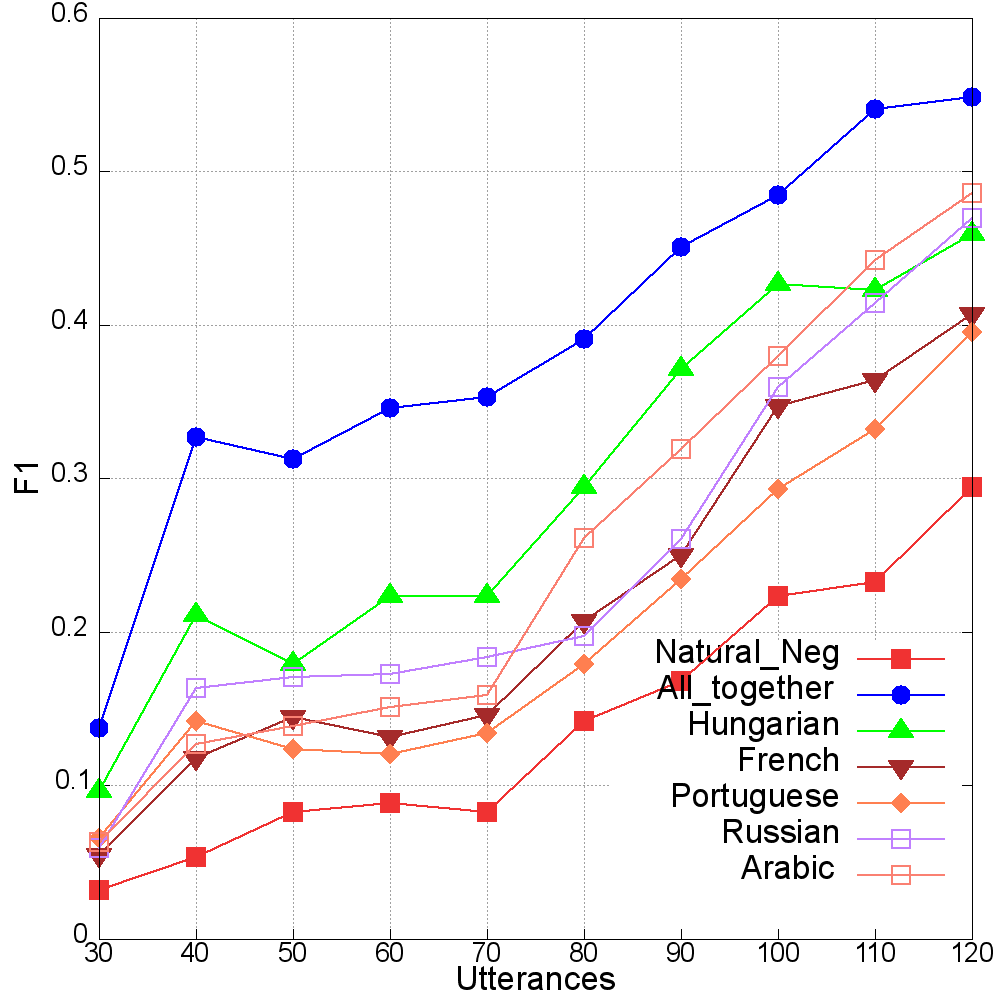 0.6
0.5
0.4
0.3
0.2
0.1
0
F1
30 40 50 60 70 80 90 100 110 120
Utterances
Natural_Neg
All_together
Hungarian
French
Portuguese
Russian
Arabic